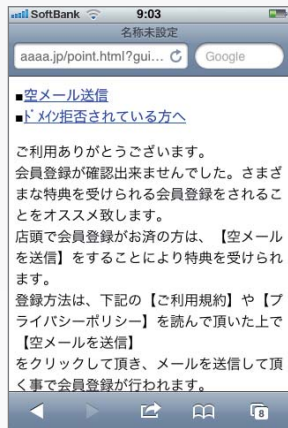 SoftBank 9:03
名称未設定
aaaa.jp/point.html?gui... Google
■空メール送信
■ﾄﾞﾒｲﾝ拒否されている方へ
ご利用ありがとうございます。
会員登録が確認出来ませんでした。さまざ
まな特典を受けられる会員登録をされるこ
とをオススメ致します。
店頭で会員登録がお済の方は、【空メール
を送信】をすることにより特典を受けられ
ます。
登録方法は、下記の【ご利用規約】や【プ
ライバシーポリシー】を読んで頂いた上で
【空メールを送信】
をクリックして頂き、メールを送信して頂
く事で会員登録が行われます。
8